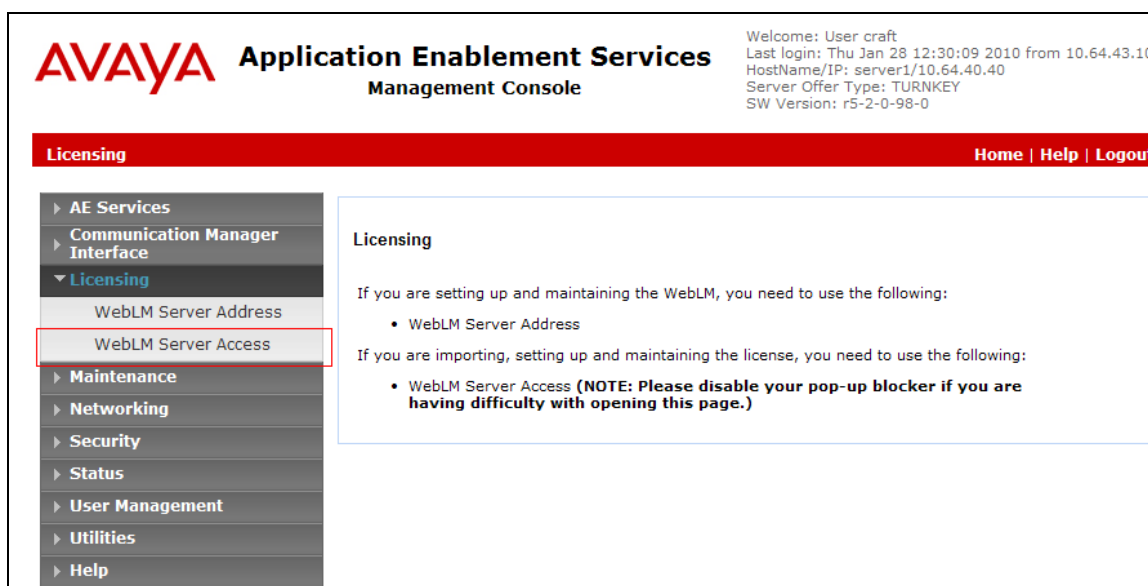 AVAYA
Application Enablement Services
Management Console
Welcome: User craft
Last login: Thu Jan 28 12:30:09 2010 from 10.64.43.10
HostName/IP: server1/10.64.40.40
Server Offer Type: TURNKEY
SW Version: r5-2-0-98-0
Licensing
Home | Help | Logout
AE Services
Communication Manager
Interface
Licensing
WebLM Server Address
WebLM Server Access
Maintenance
Networking
Security
Status
User Management
Utilities
Help
Licensing
If you are setting up and maintaining the WebLM, you need to use the following:
• WebLM Server Address
If you are importing, setting up and maintaining the license, you need to use the following:
• WebLM Server Access (NOTE: Please disable your pop-up blocker if you are
having difficulty with opening this page.)